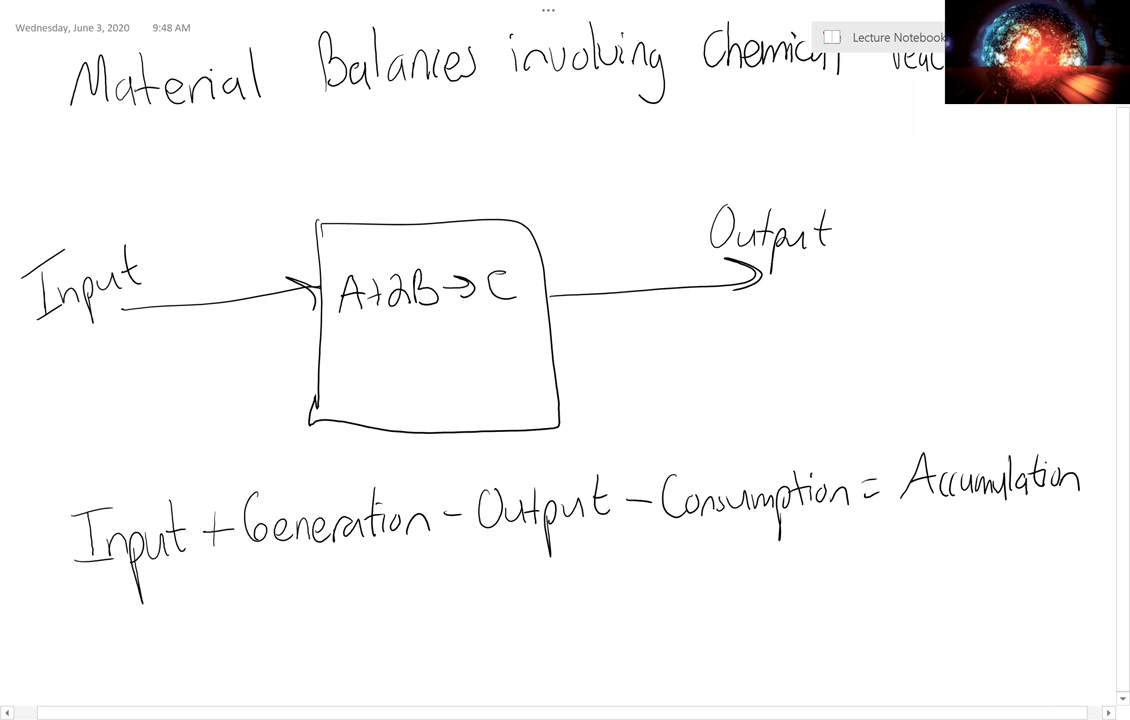 Wednesday, June 3, 2020 9:48 AM
Lecture Notebook
Material Balances involving Chemical
Output
Input
A+2B→C
Input + Generation - Output - Consumption = Accumulation